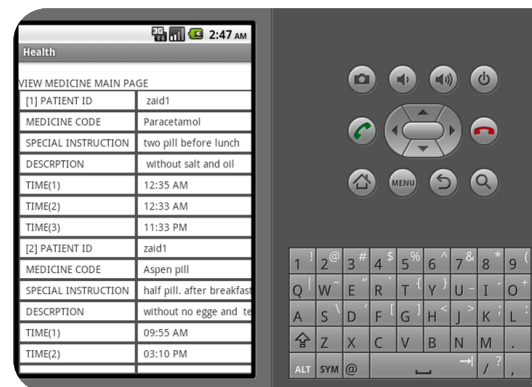 2:47 AM
Health
VIEW MEDICINE MAIN PAGE
[1] PATIENT ID zaid1
MEDICINE CODE Paracetamol
SPECIAL INSTRUCTION two pill before lunch
DESCRPTION without salt and oil
TIME(1) 12:35 AM
TIME(2) 12:33 AM
TIME(3) 11:33 PM
[2] PATIENT ID zaid1
MEDICINE CODE Aspen pill
SPECIAL INSTRUCTION half pill. after breakfast
DESCRPTION without no egge and te
TIME(1) 09:55 AM
TIME(2) 03:10 PM
MENU
1 ! 2 @ 3 # 4 $ 5 % 6 ^ 7 & 8 * 9 (
Q | W ~ E " R ` T { Y } U _ I - O +
A S \ D ' F [ G ] H < J > K ; L :
Z X C V B N M .
ALT SYM @ / ? ,